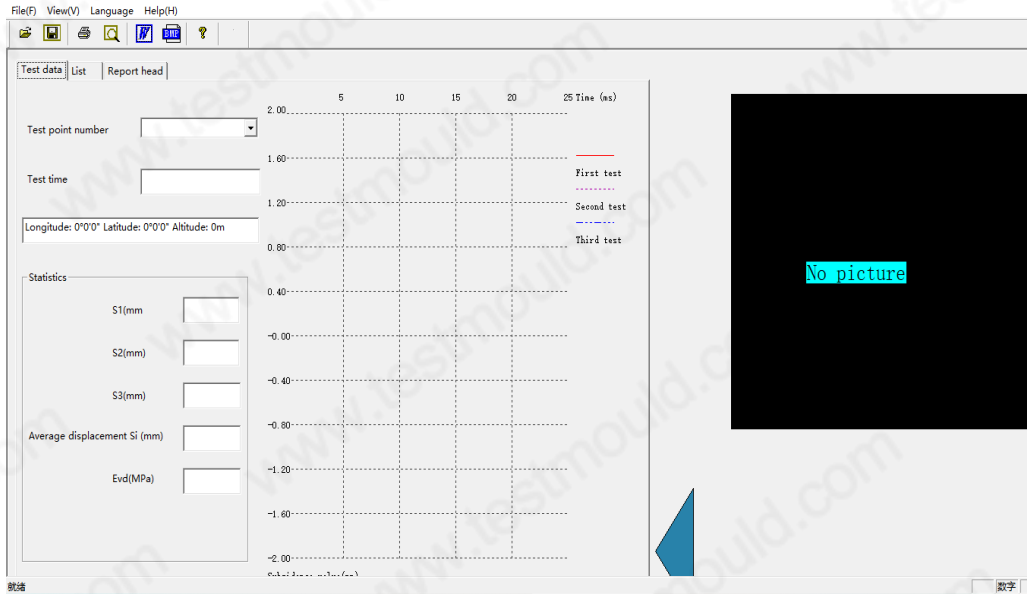 File(F) View(V) Language Help(H)
W BMP ?
Test data List Report head
Test point number
Test time
Longitude: 0°0'0" Latitude: 0°0'0" Altitude: 0m
Statistics
S1(mm
S2(mm)
S3(mm)
Average displacement Si (mm)
Evd(MPa)
5 10 15 20 25 Time (ms)
2.00
1.60
1.20
0.80
0.40
-0.00
-0.40
-0.80
-1.20
-1.60
-2.00
First test
Second test
Third test
No picture
就绪
数字
www.testmould.com